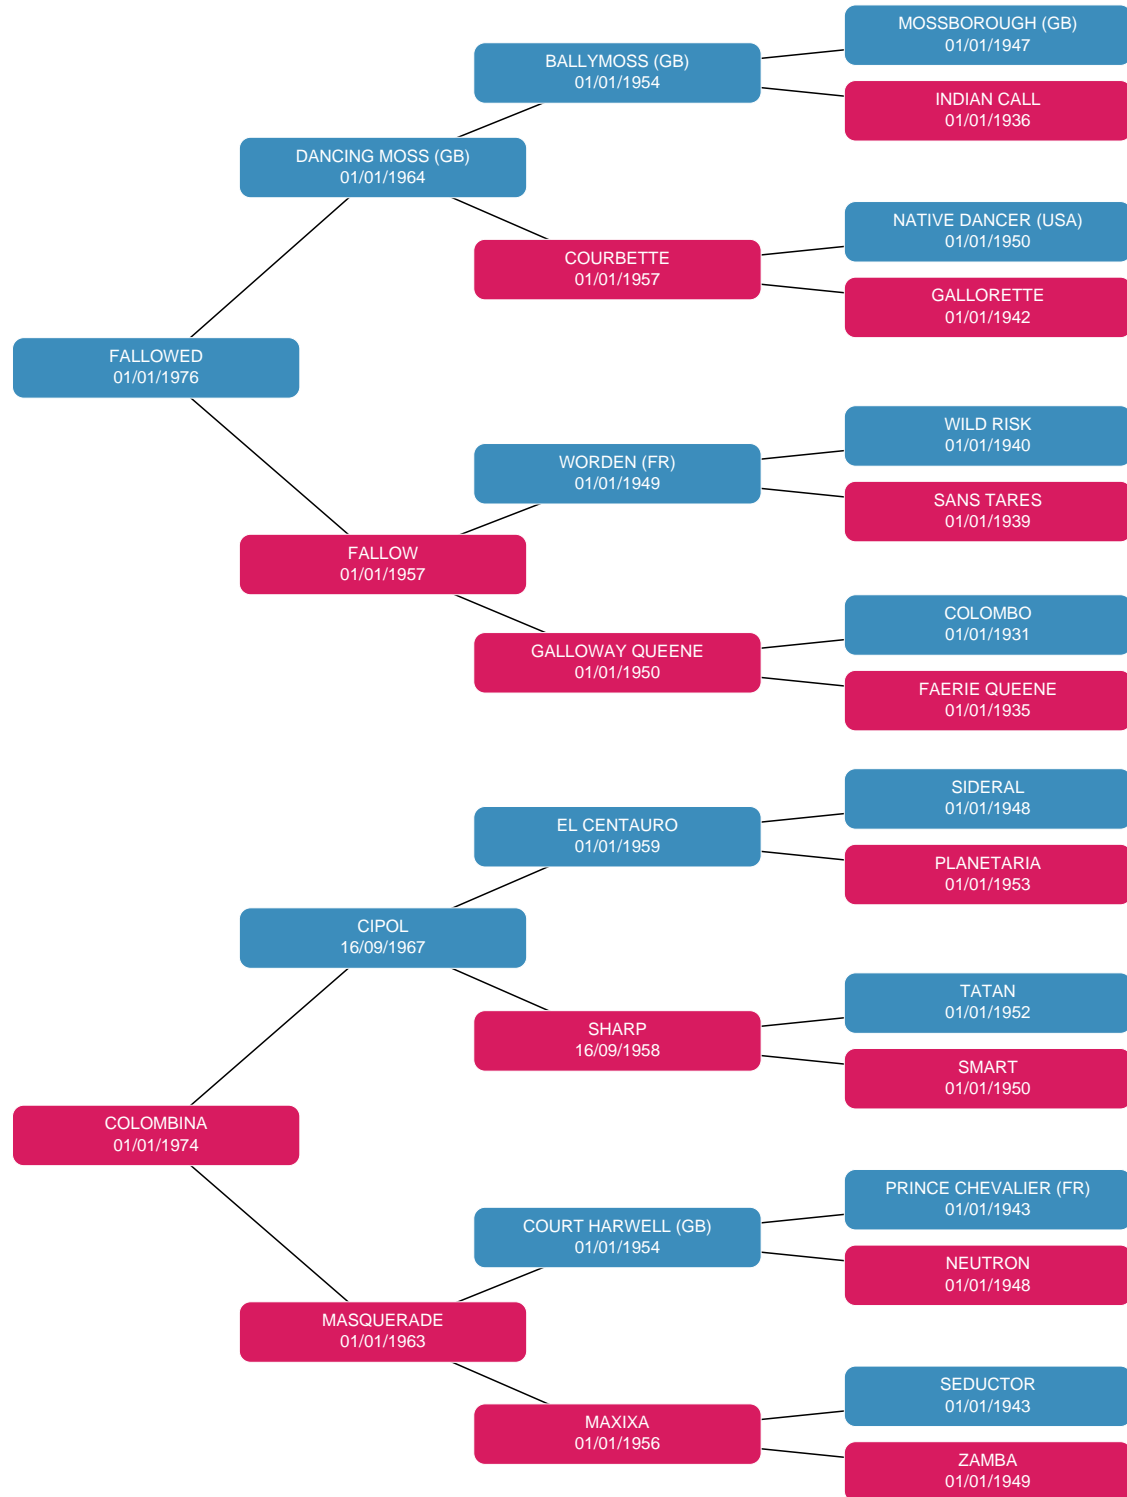 MOSSBOROUGH (GB)
01/01/1947
BALLYMOSS (GB)
01/01/1954
INDIAN CALL
01/01/1936
DANCING MOSS (GB)
01/01/1964
NATIVE DANCER (USA)
01/01/1950
COURBETTE
01/01/1957
GALLORETTE
01/01/1942
FALLOWED
01/01/1976
WILD RISK
01/01/1940
WORDEN (FR)
01/01/1949
SANS TARES
01/01/1939
FALLOW
01/01/1957
COLOMBO
01/01/1931
GALLOWAY QUEENE
01/01/1950
FAERIE QUEENE
01/01/1935
SIDERAL
01/01/1948
EL CENTAURO
01/01/1959
PLANETARIA
01/01/1953
CIPOL
16/09/1967
TATAN
01/01/1952
SHARP
16/09/1958
SMART
01/01/1950
COLOMBINA
01/01/1974
PRINCE CHEVALIER (FR)
01/01/1943
COURT HARWELL (GB)
01/01/1954
NEUTRON
01/01/1948
MASQUERADE
01/01/1963
SEDUCTOR
01/01/1943
MAXIXA
01/01/1956
ZAMBA
01/01/1949